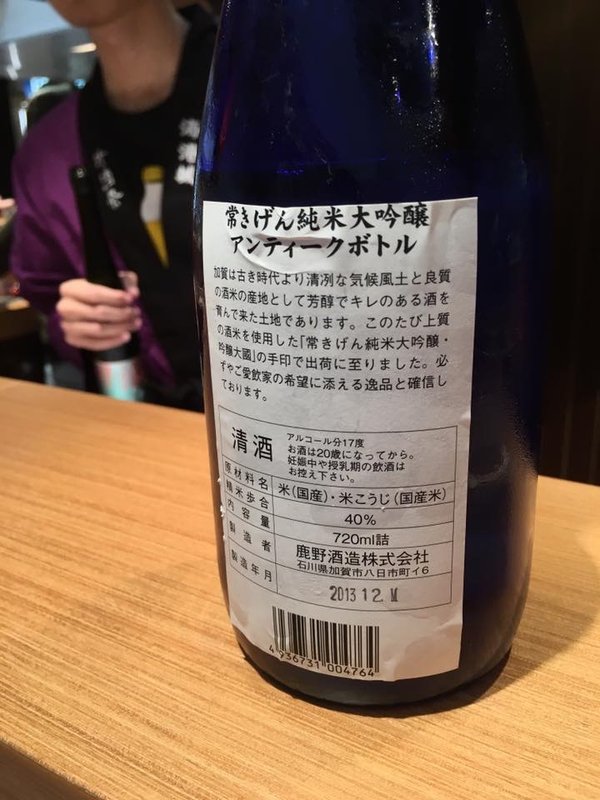 常きげん純米大吟醸
アンティークボトル
加賀は古き時代より清冽な気候風土と良質
の酒米の産地として芳醇でキレのある酒を
育んで来た土地であります。このたび上質
の酒米を使用した「常きげん純米大吟醸・
吟醸大國」の手印で出荷に至りました。必
ずやご愛飲家の希望に添える逸品と確信し
ております。
清酒
アルコール分17度
お酒は20歳になってから。
妊娠中や授乳期の飲酒は
お控え下さい。
原材料名 米(国産)・米こうじ(国産米)
精米歩合 40%
内容量 720ml詰
製造者 鹿野酒造株式会社
石川県加賀市八日市町イ6
製造年月 2013 12. M
4 936731 004764